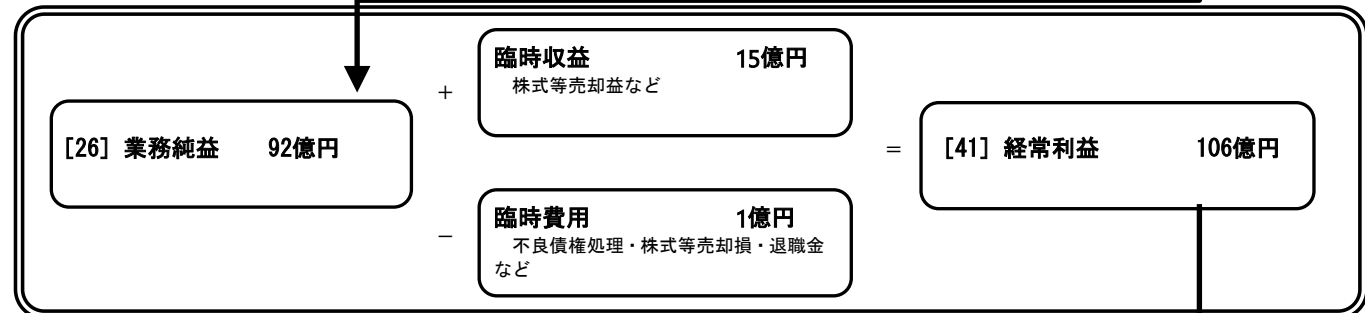 臨時収益 15億円
株式等売却益など
+
[26] 業務純益 92億円
=
[41] 経常利益 106億円
臨時費用 1億円
−
不良債権処理・株式等売却損・退職金
など